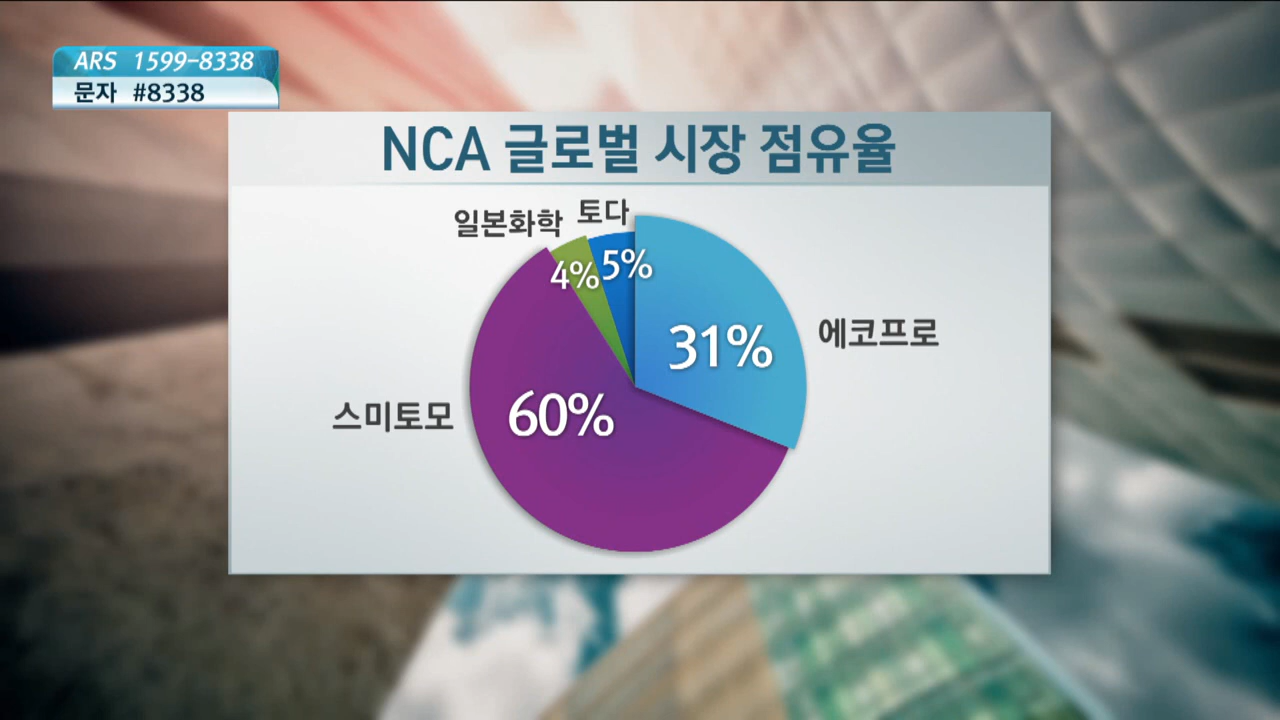 ARS 1599-8338
문자 #8338
NCA 글로벌 시장 점유율
일본화학
토다
4%
5%
31%
에코프로
스미토모
60%